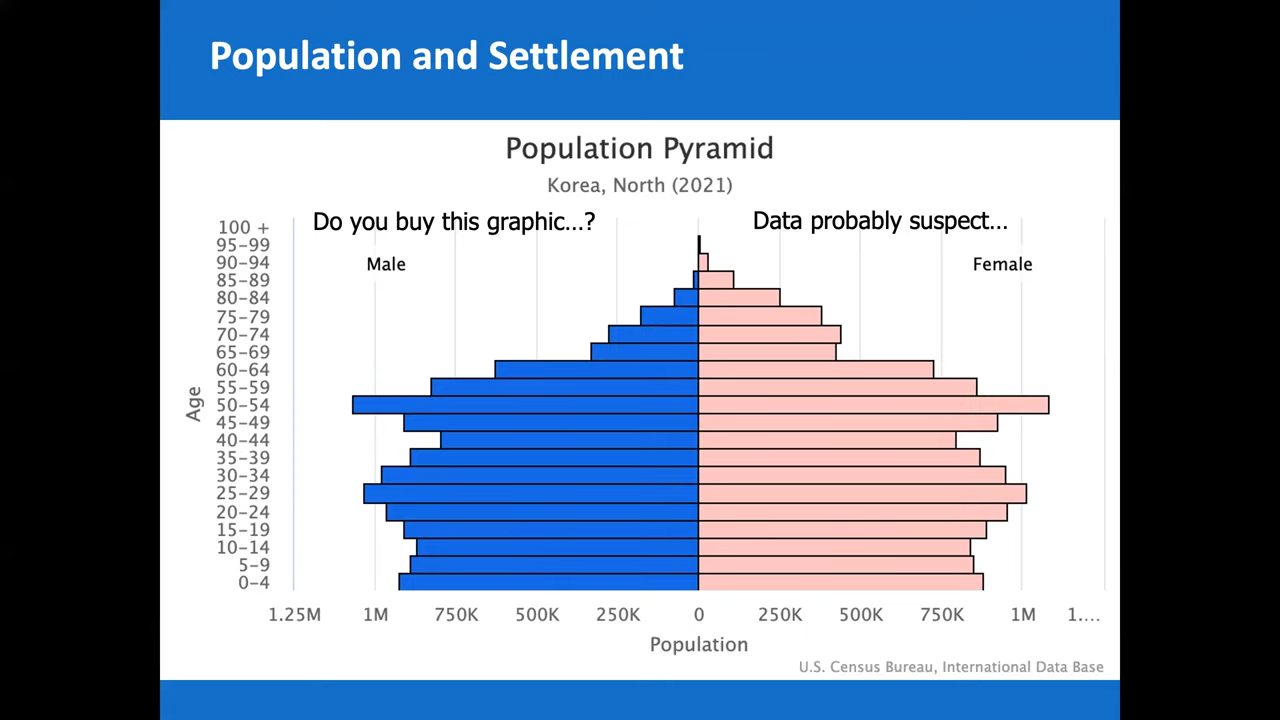 Population and Settlement
Population Pyramid
Korea, North (2021)
Do you buy this graphic...?
Data probably suspect...
Male
Female
100 +
95-99
90-94
85-89
80-84
75-79
70-74
65-69
60-64
55-59
50-54
45-49
40-44
35-39
30-34
25-29
20-24
15-19
10-14
5-9
0-4
Age
1.25M 1M 750K 500K 250K 0 250K 500K 750K 1M 1....
Population
U.S. Census Bureau, International Data Base